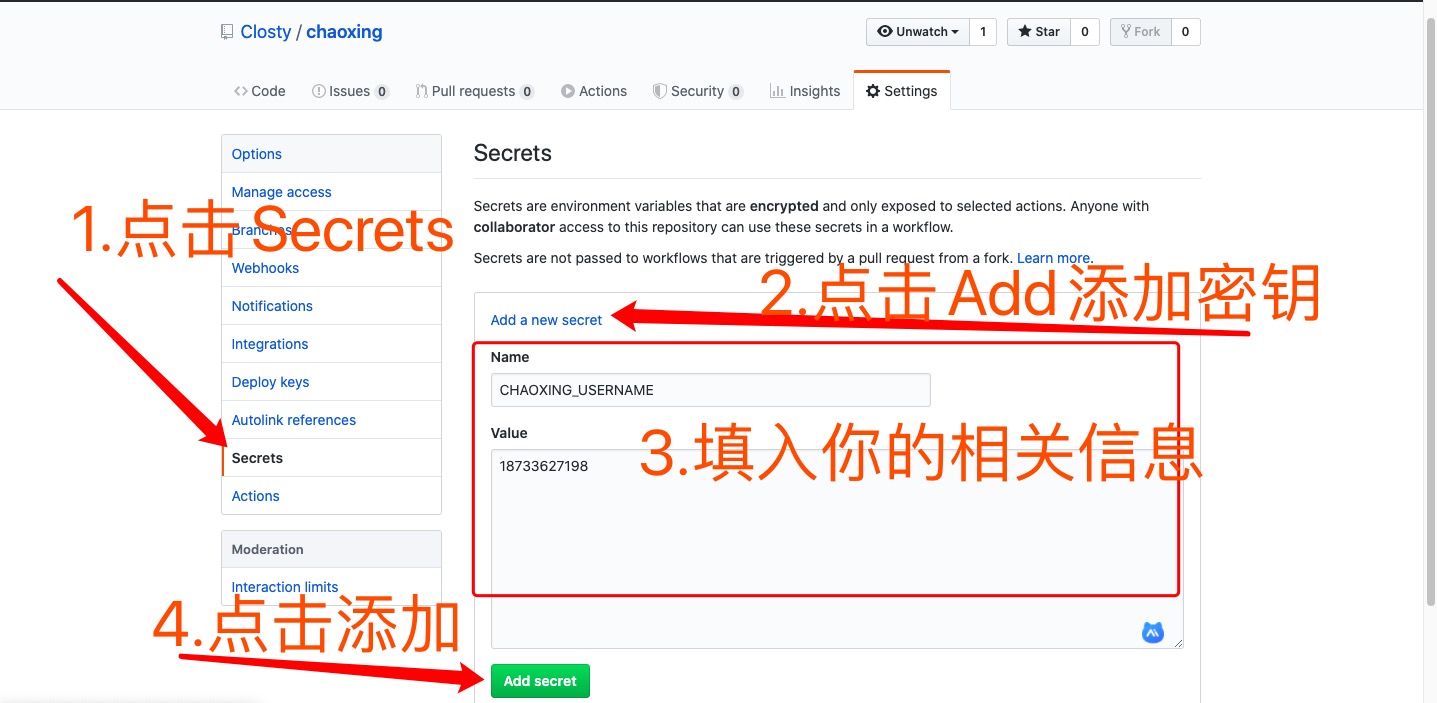 Closty / chaoxing
Unwatch 1 Star 0 Fork 0
Code Issues 0 Pull requests 0 Actions Security 0 Insights Settings
Options
Manage access
Branches
Webhooks
Notifications
Integrations
Deploy keys
Autolink references
Secrets
Actions
Moderation
Interaction limits
1.点击Secrets
Secrets
Secrets are environment variables that are encrypted and only exposed to selected actions. Anyone with
collaborator access to this repository can use these secrets in a workflow.
Secrets are not passed to workflows that are triggered by a pull request from a fork. Learn more.
2.点击Add添加密钥
Add a new secret
Name
CHAOXING_USERNAME
Value
18733627198
3.填入你的相关信息
4.点击添加
Add secret